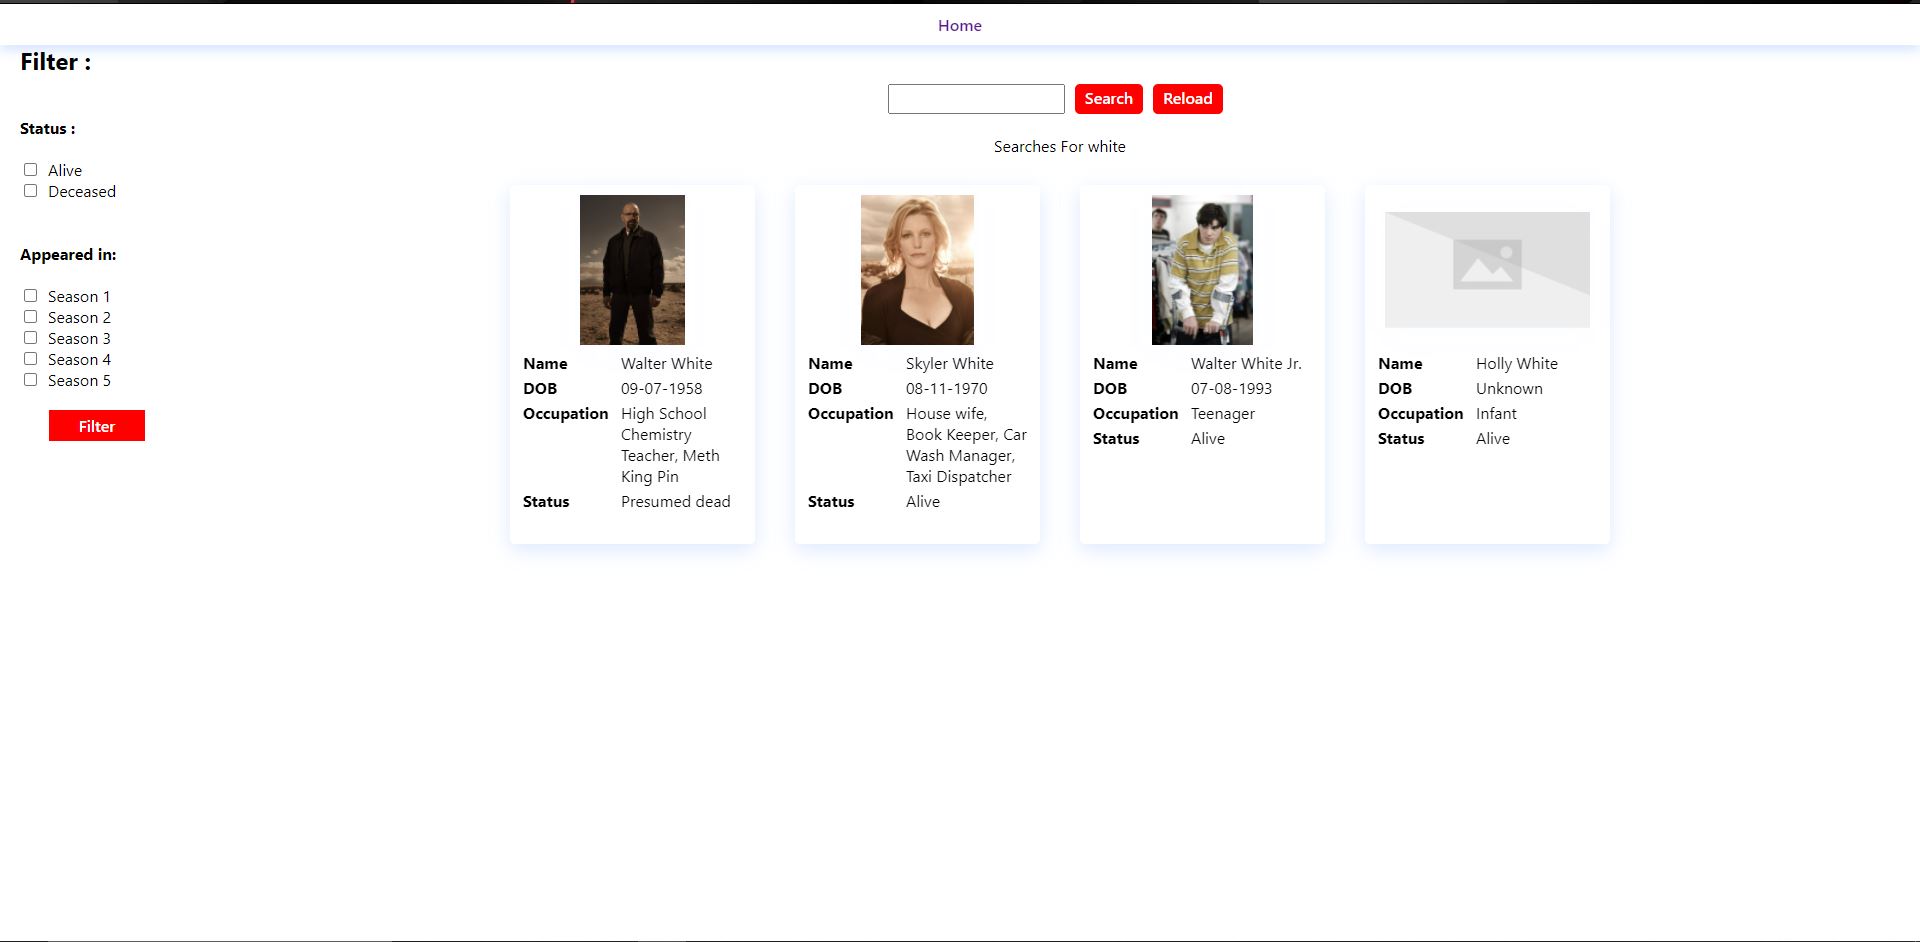 Home
Filter :
Search Reload
Status :
Searches For white
Alive
Deceased
Appeared in:
Season 1
Season 2
Season 3
Season 4
Season 5
Filter
Name Walter White
DOB 09-07-1958
Occupation High School
Chemistry
Teacher, Meth
King Pin
Status Presumed dead
Name Skyler White
DOB 08-11-1970
Occupation House wife,
Book Keeper, Car
Wash Manager,
Taxi Dispatcher
Status Alive
Name Walter White Jr.
DOB 07-08-1993
Occupation Teenager
Status Alive
Name Holly White
DOB Unknown
Occupation Infant
Status Alive